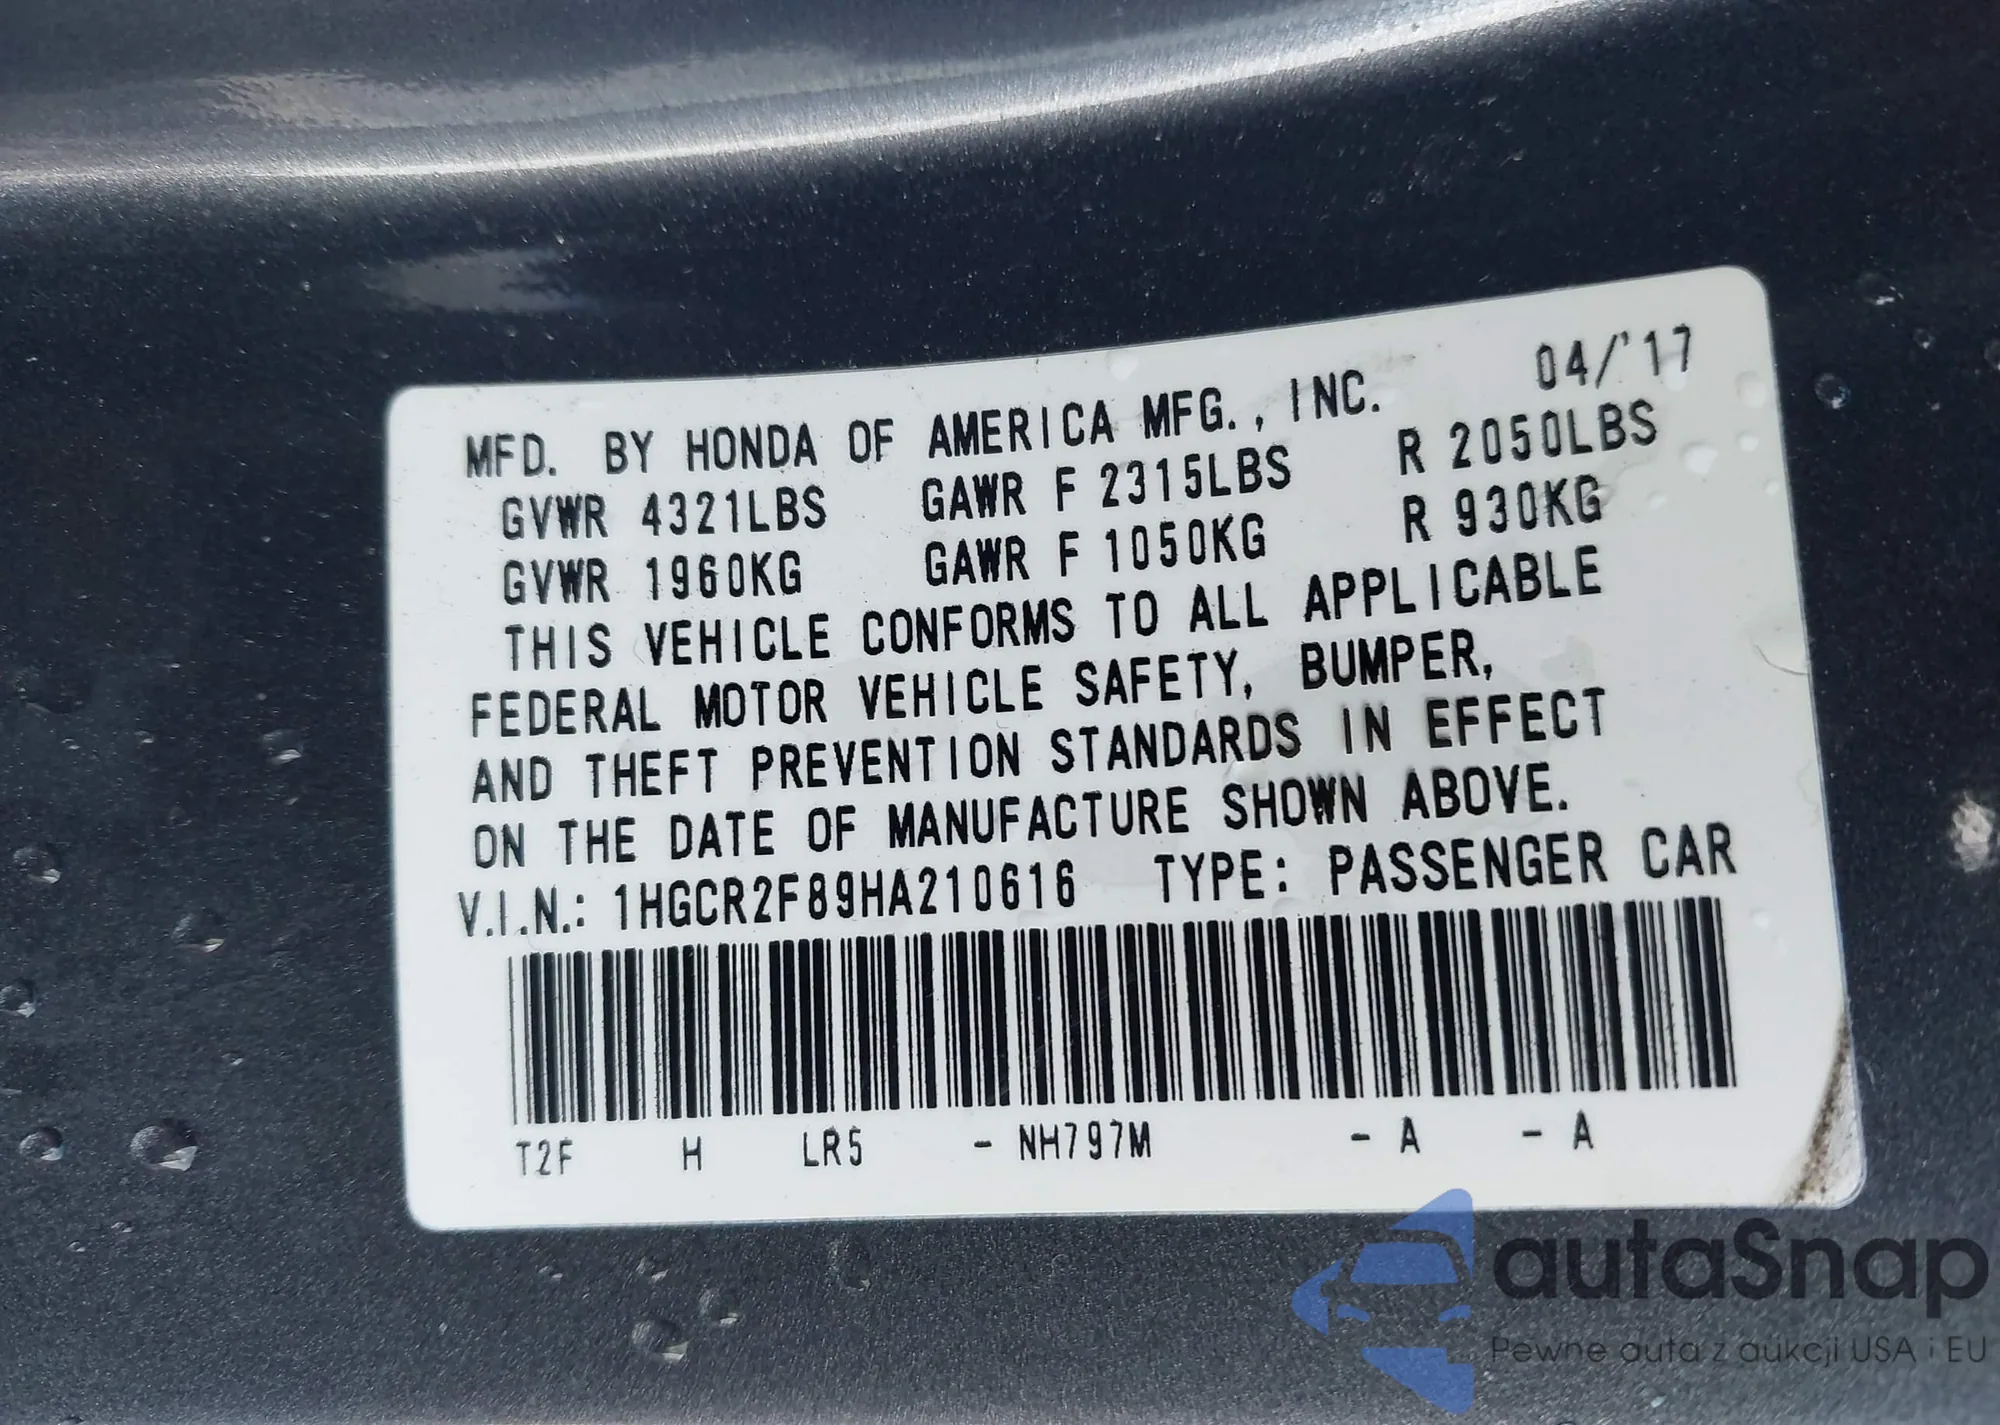 04/'17
MFD. BY HONDA OF AMERICA MFG., INC.
GVWR 4321LBS GAWR F 2315LBS R 2050LBS
GVWR 1960KG GAWR F 1050KG R 930KG
THIS VEHICLE CONFORMS TO ALL APPLICABLE
FEDERAL MOTOR VEHICLE SAFETY, BUMPER,
AND THEFT PREVENTION STANDARDS IN EFFECT
ON THE DATE OF MANUFACTURE SHOWN ABOVE.
V.I.N.: 1HGCR2F89HA210616 TYPE: PASSENGER CAR
T2F H LR5 - NH797M - A - A
autaSnap
Pewne auta z aukcji USA i EU